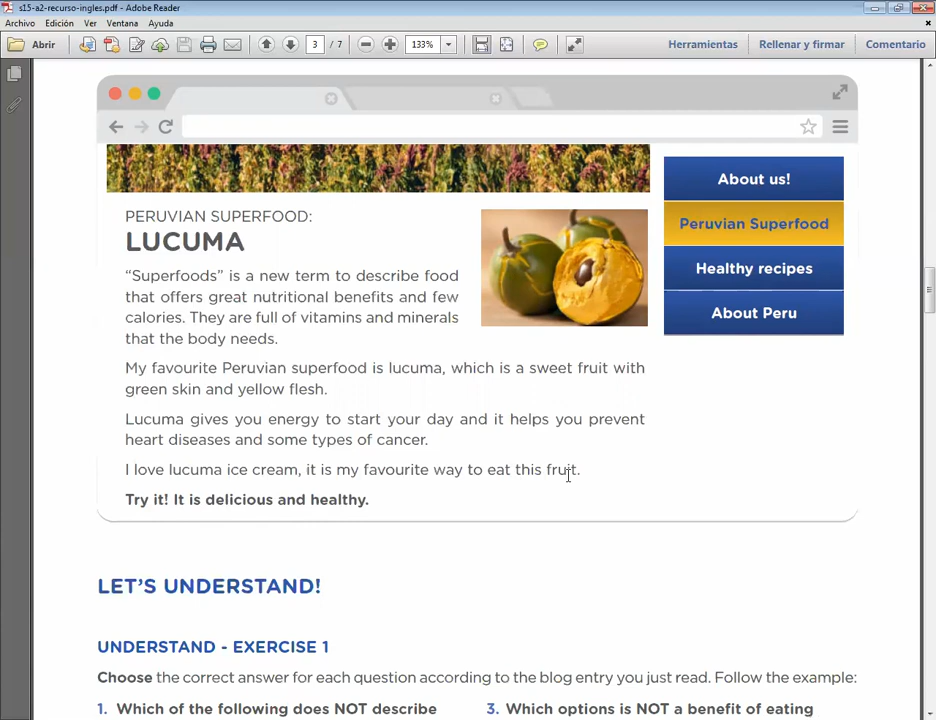 s15-a2-recurso-ingles.pdf - Adobe Reader
Archivo Edición Ver Ventana Ayuda
Abrir 3 / 7 133% Herramientas Rellenar y firmar Comentario
About us!
Peruvian Superfood
Healthy recipes
About Peru
PERUVIAN SUPERFOOD:
LUCUMA
“Superfoods” is a new term to describe food
that offers great nutritional benefits and few
calories. They are full of vitamins and minerals
that the body needs.
My favourite Peruvian superfood is lucuma, which is a sweet fruit with
green skin and yellow flesh.
Lucuma gives you energy to start your day and it helps you prevent
heart diseases and some types of cancer.
I love lucuma ice cream, it is my favourite way to eat this fruit.
Try it! It is delicious and healthy.
LET’S UNDERSTAND!
UNDERSTAND - EXERCISE 1
Choose the correct answer for each question according to the blog entry you just read. Follow the example:
1. Which of the following does NOT describe
3. Which options is NOT a benefit of eating